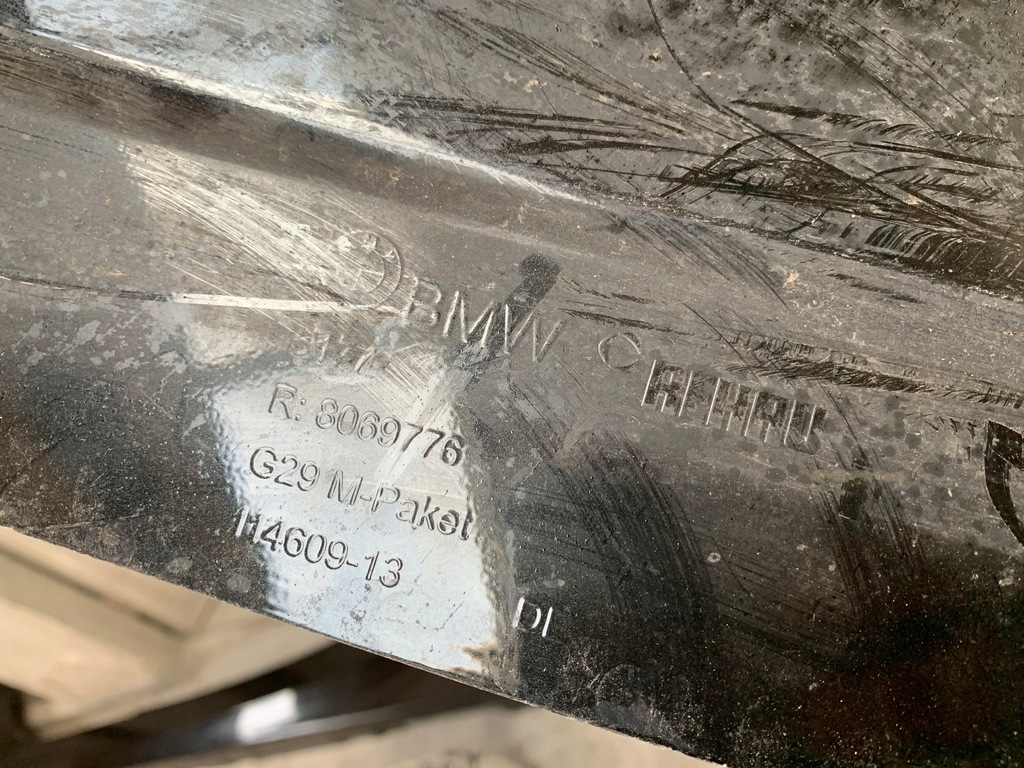 BMW REHAU
R: 8069776
G29 M-Paket
114609-13
DI